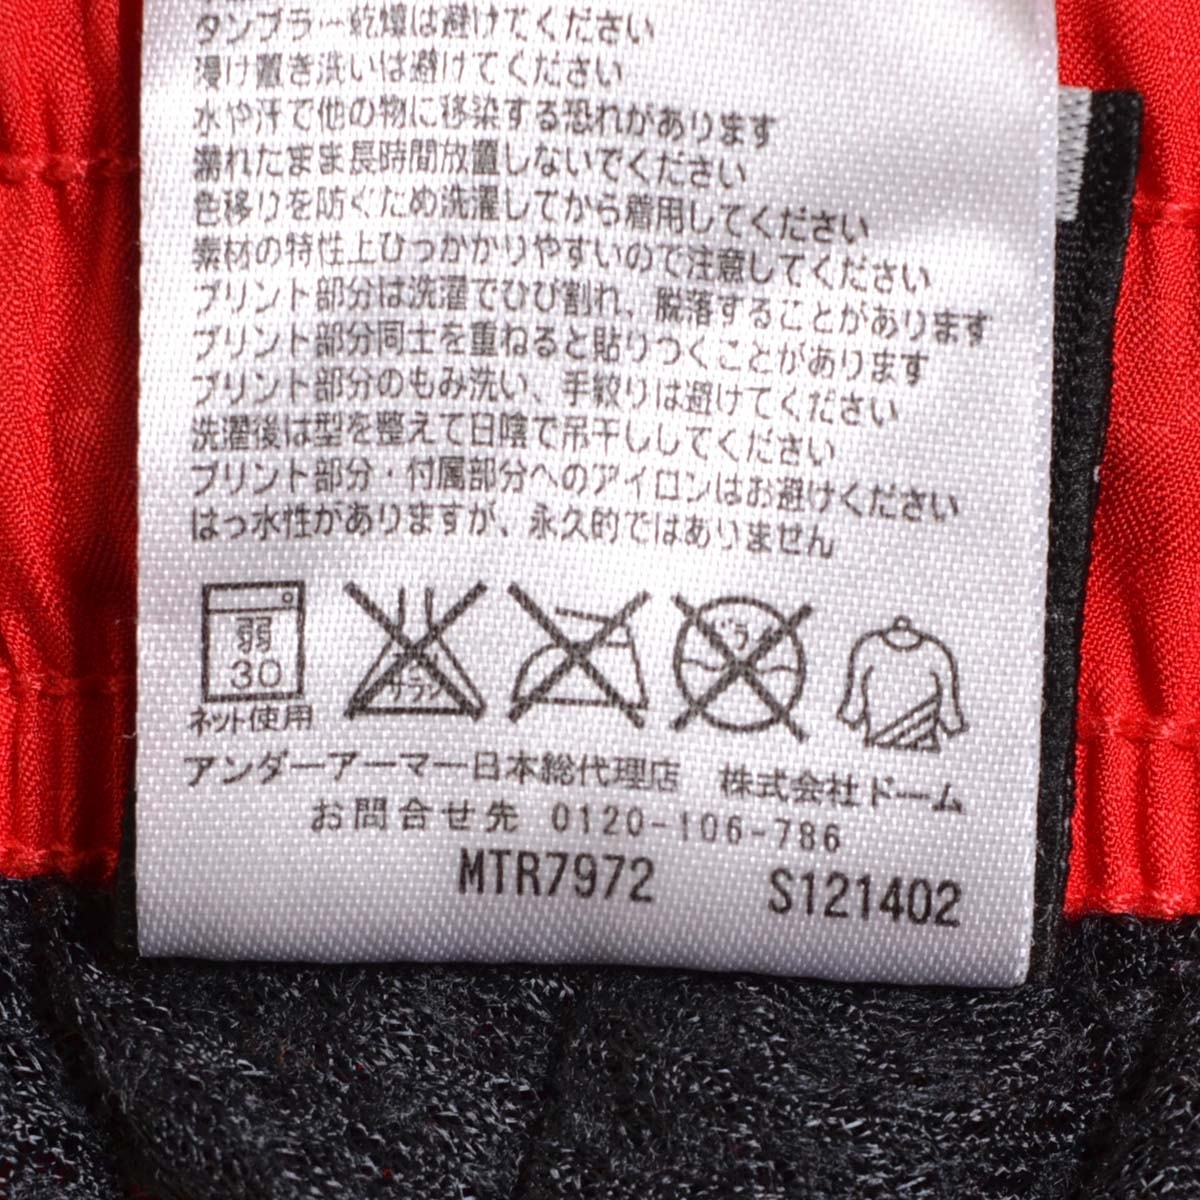 タンブラー乾燥は避けてください
浸け置き洗いは避けてください
水や汗で他の物に移染する恐れがあります
濡れたまま長時間放置しないでください
色移りを防ぐため洗濯してから着用してください
素材の特性上ひっかかりやすいので注意してください
プリント部分は洗濯でひび割れ、脱落することがあります
プリント部分同士を重ねると貼りつくことがあります
プリント部分のもみ洗い、手絞りは避けてください
洗濯後は型を整えて日陰で吊干ししてください
プリント部分・付属部分へのアイロンはお避けください
はっ水性がありますが、永久的ではありません
弱
30
サラシ
ドライ
ネット使用
アンダーアーマー日本総代理店 株式会社ドーム
お問合せ先 0120-106-786
MTR7972 S121402